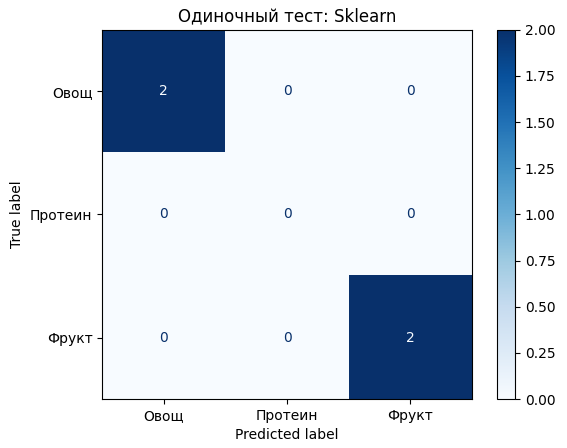 Одиночный тест: Sklearn
True label
Овощ
Протеин
Фрукт
2 0 0
0 0 0
0 0 2
Овощ Протеин Фрукт
Predicted label
2.00
1.75
1.50
1.25
1.00
0.75
0.50
0.25
0.00